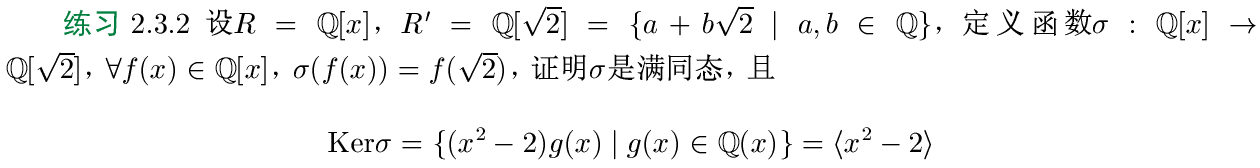 练习 2.3.2 设R = ℚ[x]，R′ = ℚ[√2] = {a + b√2 | a, b ∈ ℚ}，定义函数σ : ℚ[x] →
ℚ[√2]，∀f(x) ∈ ℚ[x]，σ(f(x)) = f(√2)，证明σ是满同态，且
Kerσ = {(x² − 2)g(x) | g(x) ∈ ℚ(x)} = ⟨x² − 2⟩